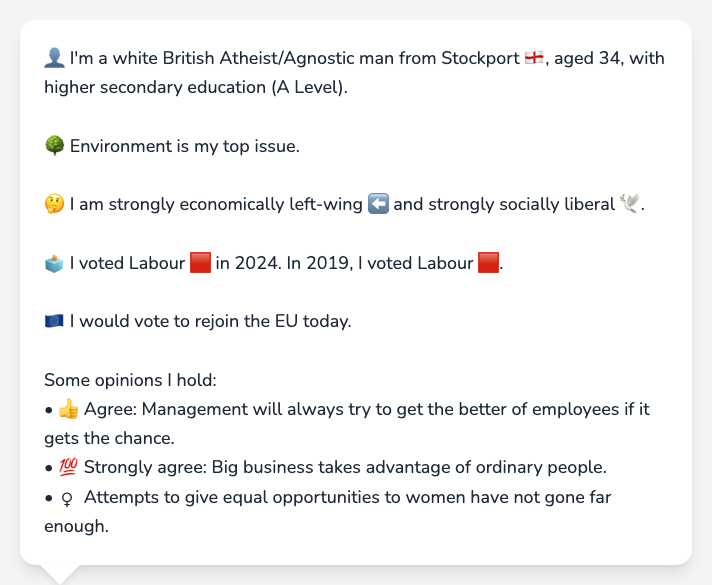 👤 I'm a white British Atheist/Agnostic man from Stockport 🏴󠁧󠁢󠁥󠁮󠁧󠁿, aged 34, with
higher secondary education (A Level).
🌳 Environment is my top issue.
🤔 I am strongly economically left-wing ⬅️ and strongly socially liberal 🕊️.
🗳️ I voted Labour 🟥 in 2024. In 2019, I voted Labour 🟥.
🇪🇺 I would vote to rejoin the EU today.
Some opinions I hold:
• 👍 Agree: Management will always try to get the better of employees if it
gets the chance.
• 💯 Strongly agree: Big business takes advantage of ordinary people.
• ♀ Attempts to give equal opportunities to women have not gone far
enough.